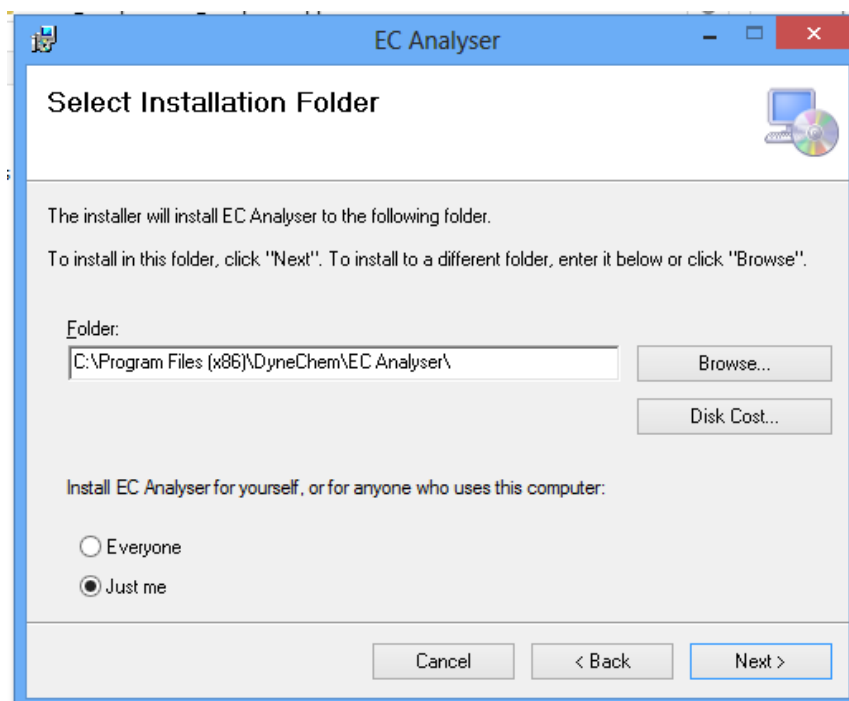 EC Analyser
Select Installation Folder
The installer will install EC Analyser to the following folder.
To install in this folder, click "Next". To install to a different folder, enter it below or click "Browse".
Folder:
C:\Program Files (x86)\DyneChem\EC Analyser\
Browse...
Disk Cost...
Install EC Analyser for yourself, or for anyone who uses this computer:
Everyone
Just me
Cancel
< Back
Next >